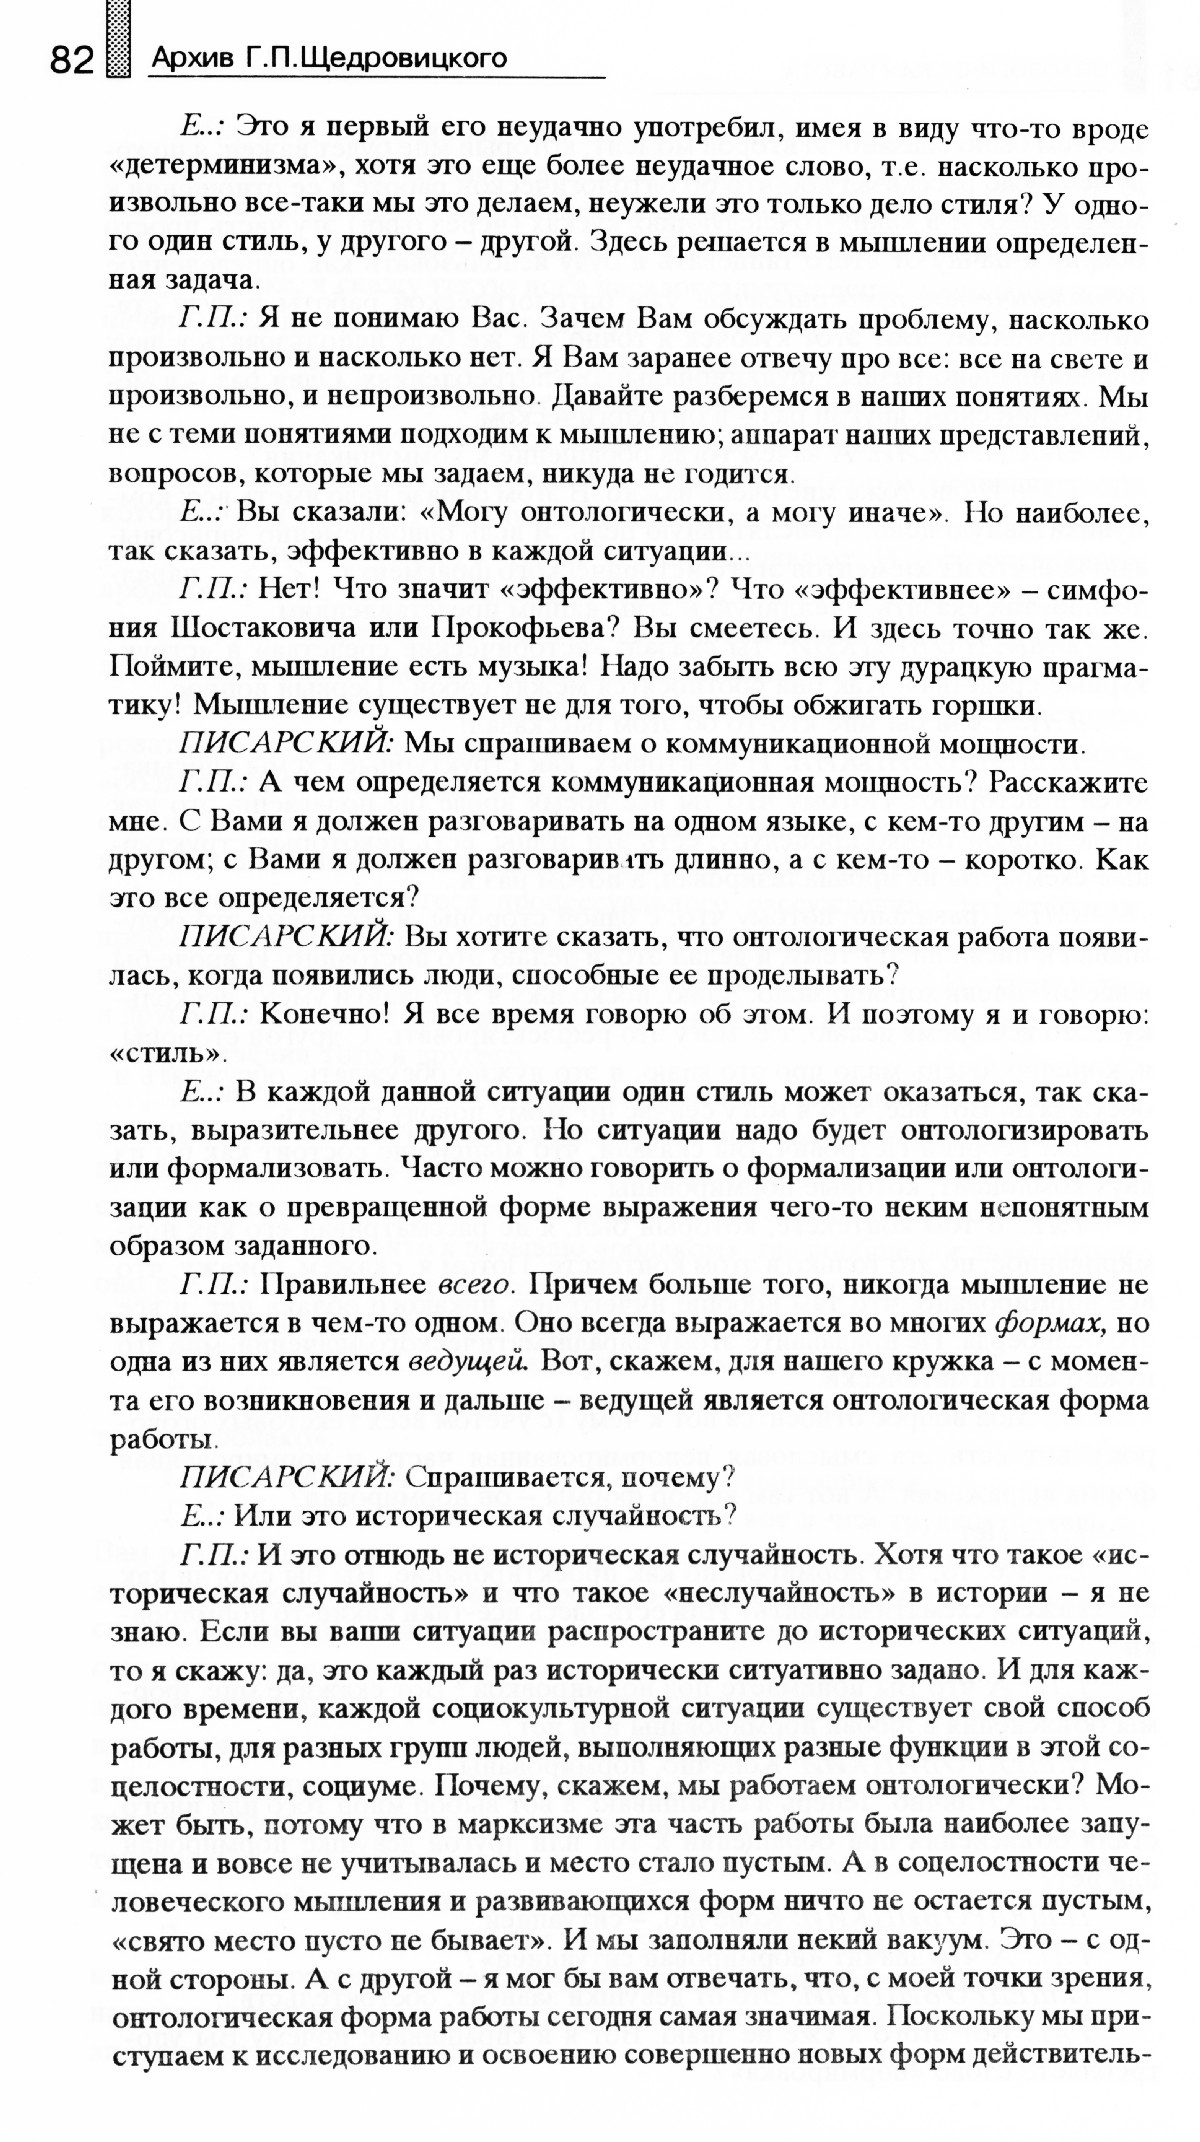 82 Архив Г.П.Щедровицкого
Е..: Это я первый его неудачно употребил, имея в виду что-то вроде
«детерминизма», хотя это еще более неудачное слово, т.е. насколько про-
извольно все-таки мы это делаем, неужели это только дело стиля? У одно-
го один стиль, у другого – другой. Здесь решается в мышлении определен-
ная задача.
Г.П.: Я не понимаю Вас. Зачем Вам обсуждать проблему, насколько
произвольно и насколько нет. Я Вам заранее отвечу про все: все на свете и
произвольно, и непроизвольно. Давайте разберемся в наших понятиях. Мы
не с теми понятиями подходим к мышлению; аппарат наших представлений,
вопросов, которые мы задаем, никуда не годится.
Е..: Вы сказали: «Могу онтологически, а могу иначе». Но наиболее,
так сказать, эффективно в каждой ситуации...
Г.П.: Нет! Что значит «эффективно»? Что «эффективнее» – симфо-
ния Шостаковича или Прокофьева? Вы смеетесь. И здесь точно так же.
Поймите, мышление есть музыка! Надо забыть всю эту дурацкую прагма-
тику! Мышление существует не для того, чтобы обжигать горшки.
ПИСАРСКИЙ: Мы спрашиваем о коммуникационной мощности.
Г.П.: А чем определяется коммуникационная мощность? Расскажите
мне. С Вами я должен разговаривать на одном языке, с кем-то другим – на
другом; с Вами я должен разговаривать длинно, а с кем-то – коротко. Как
это все определяется?
ПИСАРСКИЙ: Вы хотите сказать, что онтологическая работа появи-
лась, когда появились люди, способные ее проделывать?
Г.П.: Конечно! Я все время говорю об этом. И поэтому я и говорю:
«стиль».
Е..: В каждой данной ситуации один стиль может оказаться, так ска-
зать, выразительнее другого. Но ситуации надо будет онтологизировать
или формализовать. Часто можно говорить о формализации или онтологи-
зации как о превращенной форме выражения чего-то неким непонятным
образом заданного.
Г.П.: Правильнее всего. Причем больше того, никогда мышление не
выражается в чем-то одном. Оно всегда выражается во многих формах, но
одна из них является ведущей. Вот, скажем, для нашего кружка – с момен-
та его возникновения и дальше – ведущей является онтологическая форма
работы.
ПИСАРСКИЙ: Спрашивается, почему?
Е..: Или это историческая случайность?
Г.П.: И это отнюдь не историческая случайность. Хотя что такое «ис-
торическая случайность» и что такое «неслучайность» в истории – я не
знаю. Если вы ваши ситуации распространите до исторических ситуаций,
то я скажу: да, это каждый раз исторически ситуативно задано. И для каж-
дого времени, каждой социокультурной ситуации существует свой способ
работы, для разных групп людей, выполняющих разные функции в этой со-
целостности, социуме. Почему, скажем, мы работаем онтологически? Мо-
жет быть, потому что в марксизме эта часть работы была наиболее запу-
щена и вовсе не учитывалась и место стало пустым. А в соцелостности че-
ловеческого мышления и развивающихся форм ничто не остается пустым,
«свято место пусто не бывает». И мы заполняли некий вакуум. Это – с од-
ной стороны. А с другой – я мог бы вам отвечать, что, с моей точки зрения,
онтологическая форма работы сегодня самая значимая. Поскольку мы при-
ступаем к исследованию и освоению совершенно новых форм действитель-